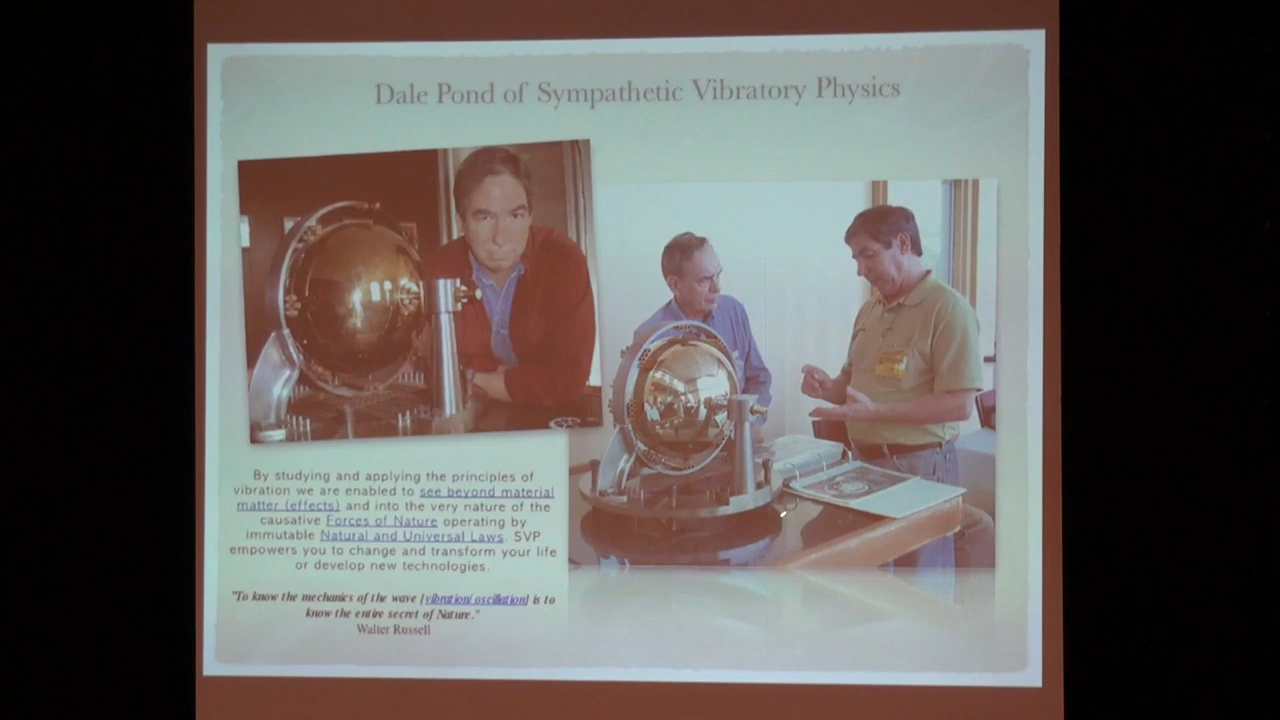 Dale Pond of Sympathetic Vibratory Physics
By studying and applying the principles of
vibration we are enabled to see beyond material
matter (effects) and into the very nature of the
causative Forces of Nature operating by
immutable Natural and Universal Laws. SVP
empowers you to change and transform your life
or develop new technologies.
"To know the mechanics of the wave [vibration/oscillation] is to
know the entire secret of Nature."
Walter Russell